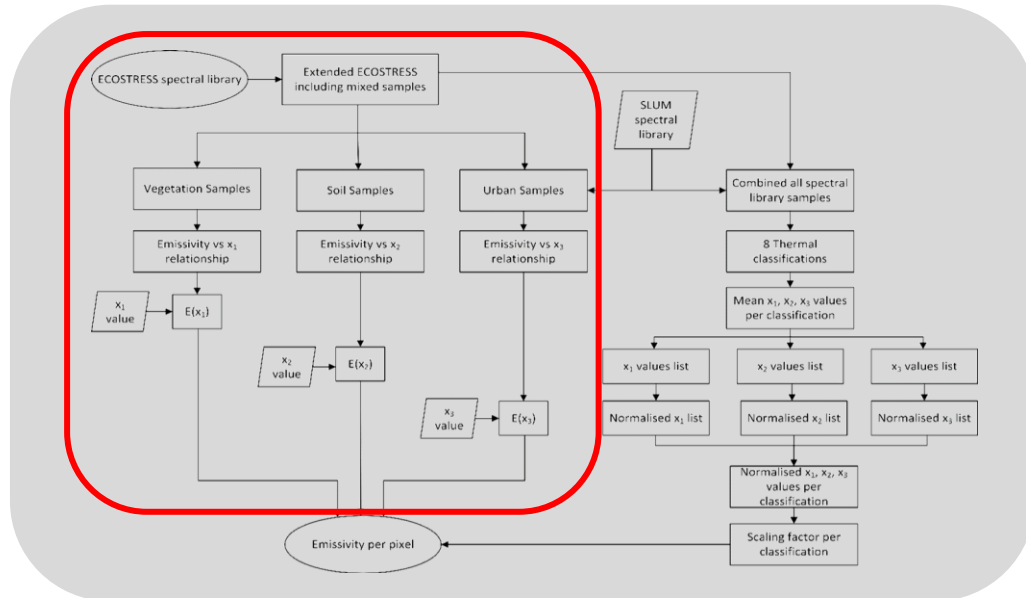 ECOSTRESS spectral library
Extended ECOSTRESS
including mixed samples
SLUM
spectral
library
Vegetation Samples
Soil Samples
Urban Samples
Combined all spectral
library samples
Emissivity vs x₁
relationship
Emissivity vs x₂
relationship
Emissivity vs x₃
relationship
8 Thermal
classifications
x₁
value
E(x₁)
Mean x₁, x₂, x₃ values
per classification
x₂
value
E(x₂)
x₁ values list
x₂ values list
x₃ values list
x₃
value
E(x₃)
Normalised x₁ list
Normalised x₂ list
Normalised x₃ list
Normalised x₁, x₂, x₃
values per
classification
Emissivity per pixel
Scaling factor per
classification